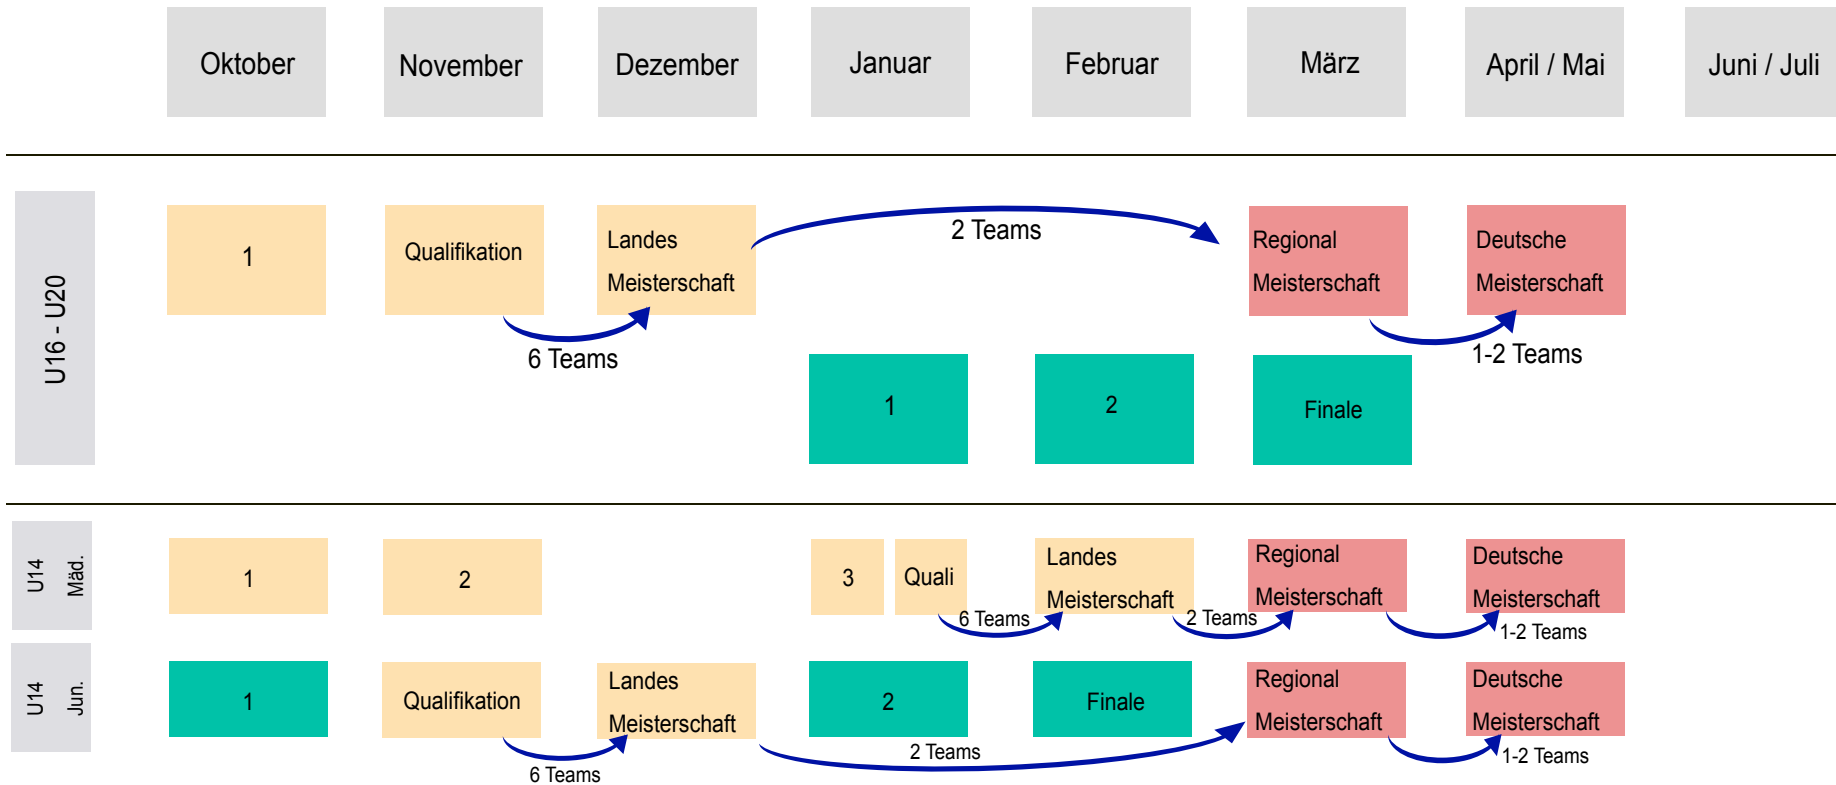 Oktober
November
Dezember
Januar
Februar
März
April / Mai
Juni / Juli
U16 - U20
1
Qualifikation
Landes
Meisterschaft
2 Teams
Regional
Meisterschaft
Deutsche
Meisterschaft
6 Teams
1-2 Teams
1
2
Finale
U14
Mäd.
1
2
3
Quali
Landes
Meisterschaft
Regional
Meisterschaft
Deutsche
Meisterschaft
6 Teams
2 Teams
1-2 Teams
U14
Jun.
1
Qualifikation
Landes
Meisterschaft
2
Finale
Regional
Meisterschaft
Deutsche
Meisterschaft
6 Teams
2 Teams
1-2 Teams